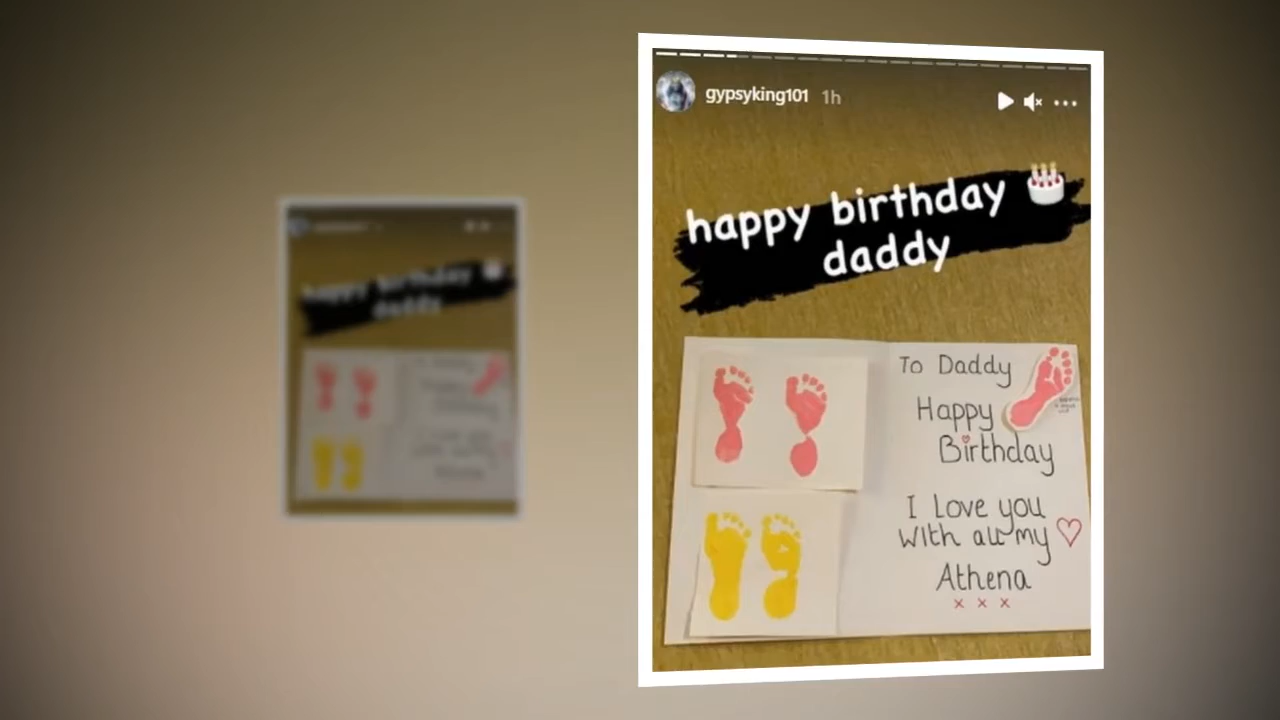 gypsyking101 1h
happy birthday
daddy
To Daddy
Happy
Birthday
I Love you
with all my
Athena
x x x